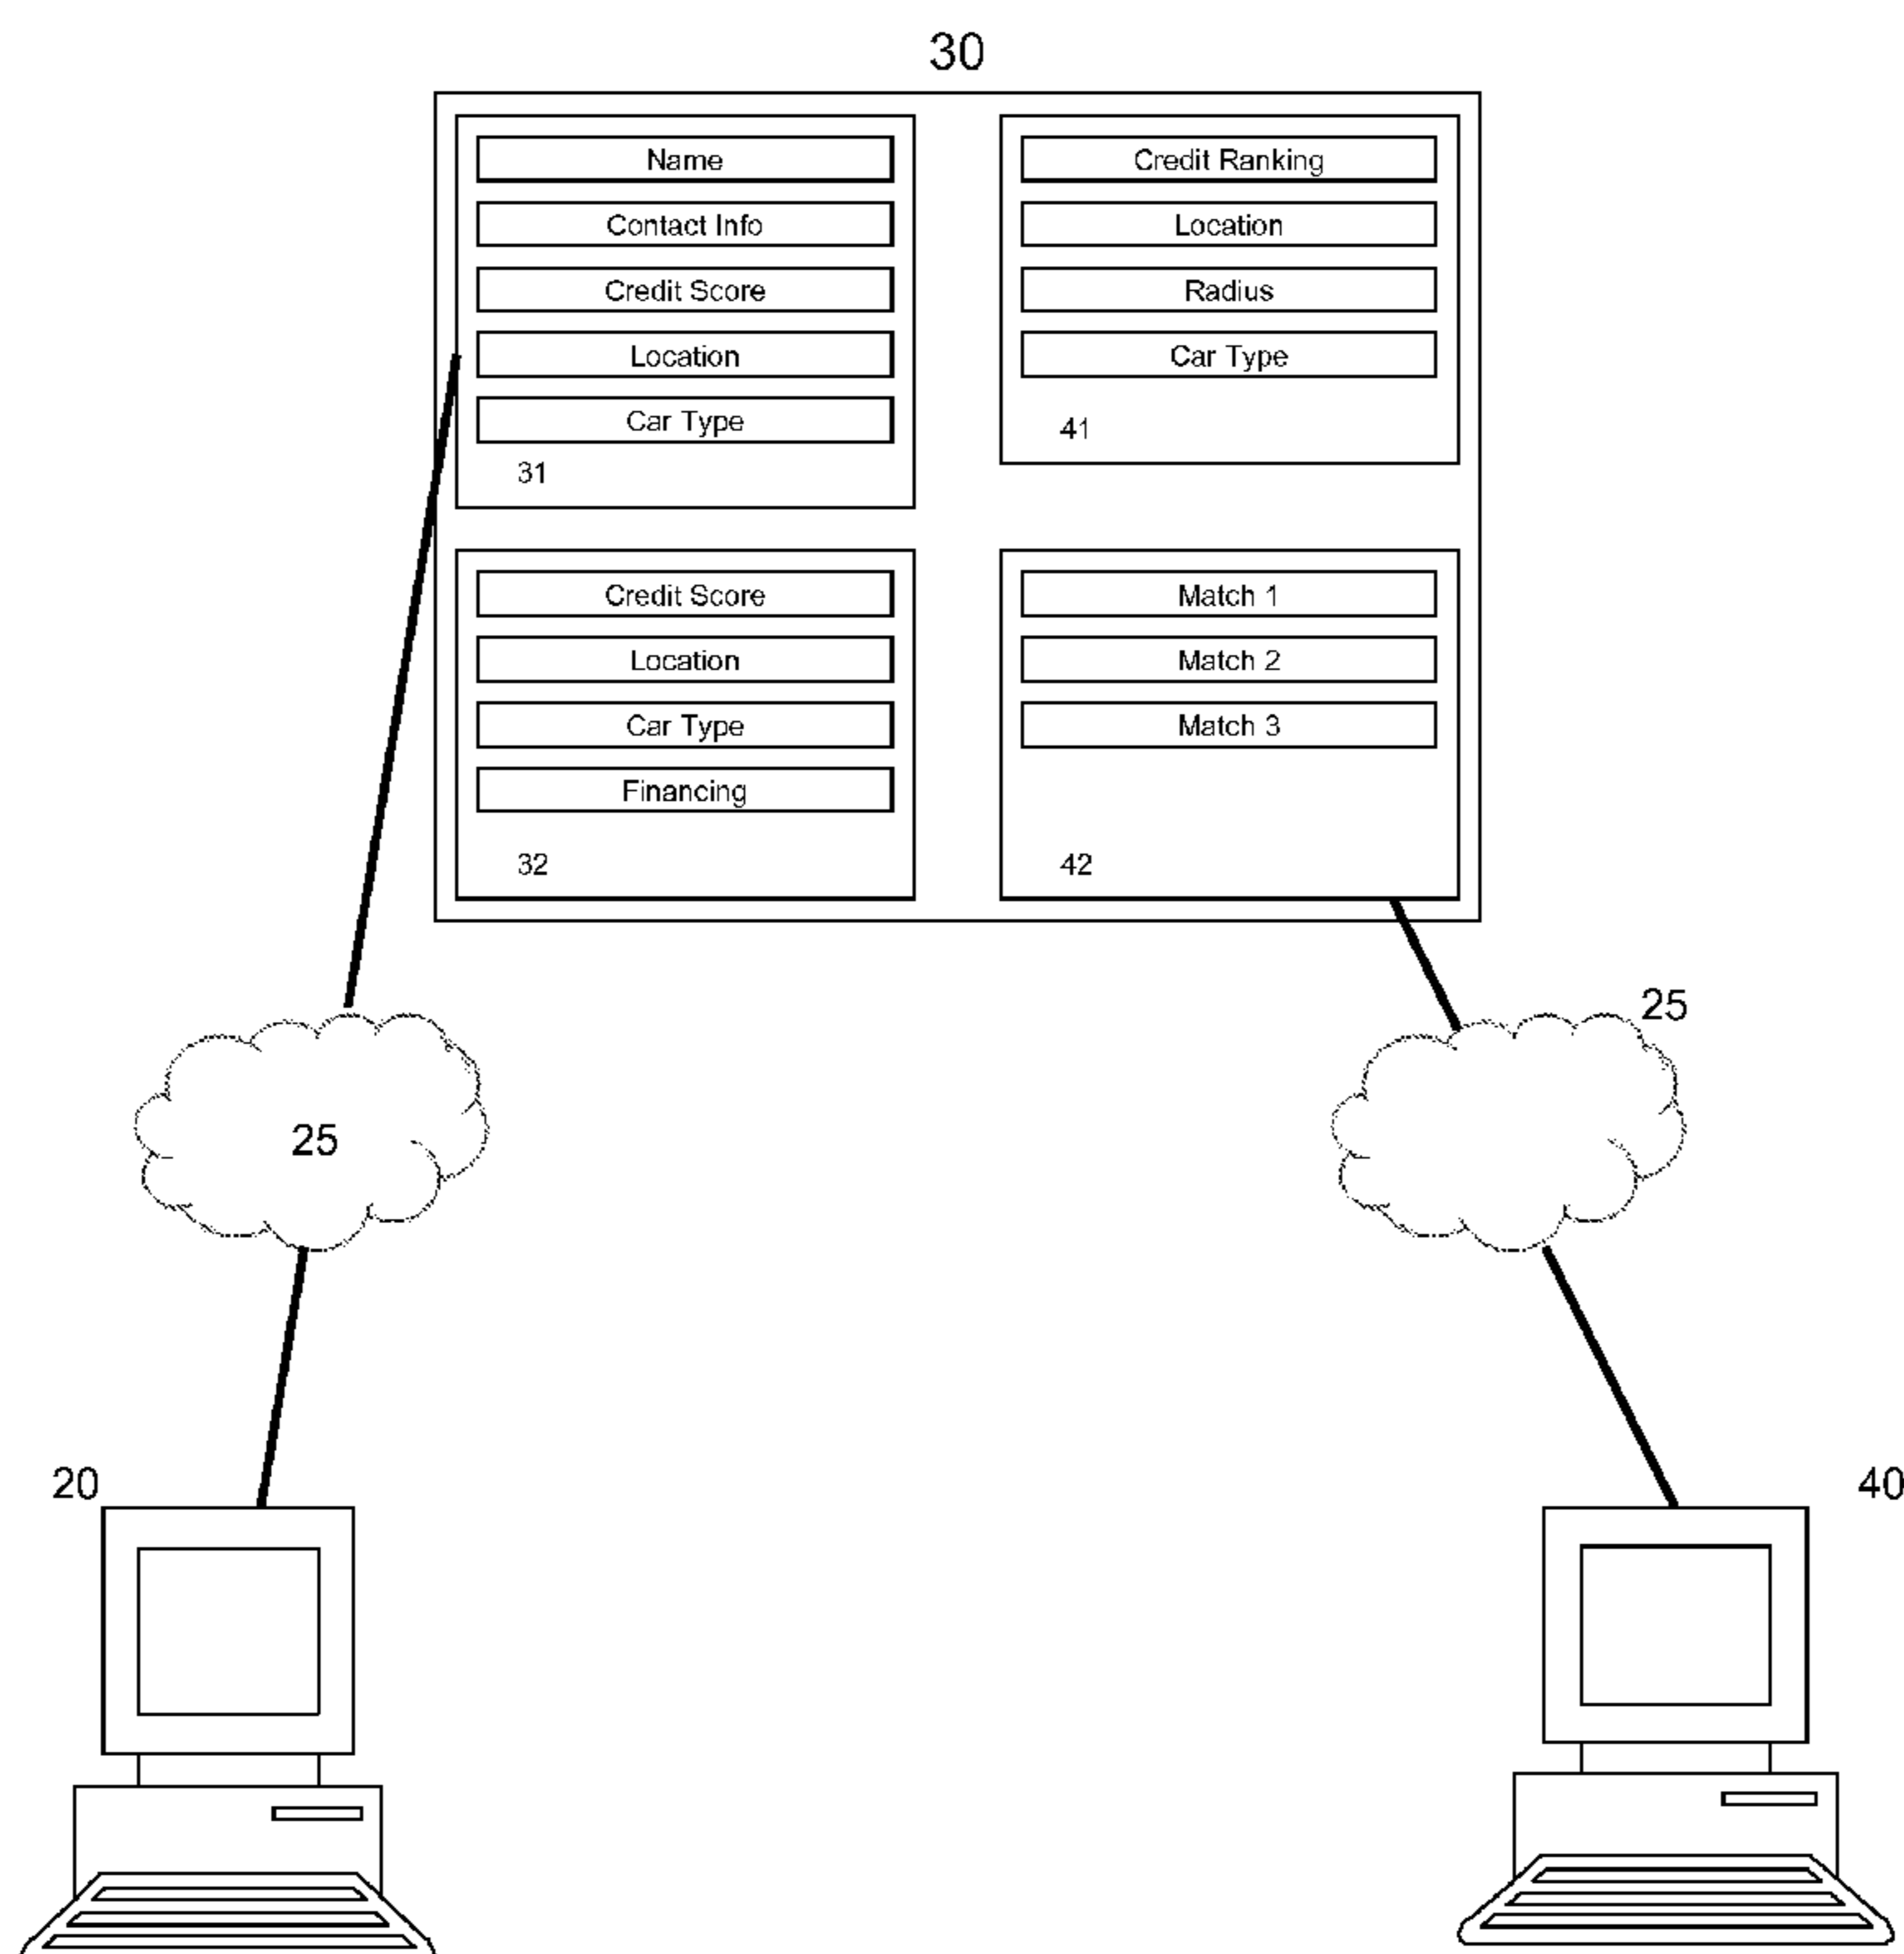 30
Name
Contact Info
Credit Score
Location
Car Type
31
Credit Ranking
Location
Radius
Car Type
41
Credit Score
Location
Car Type
Financing
32
Match 1
Match 2
Match 3
42
25
25
20
40